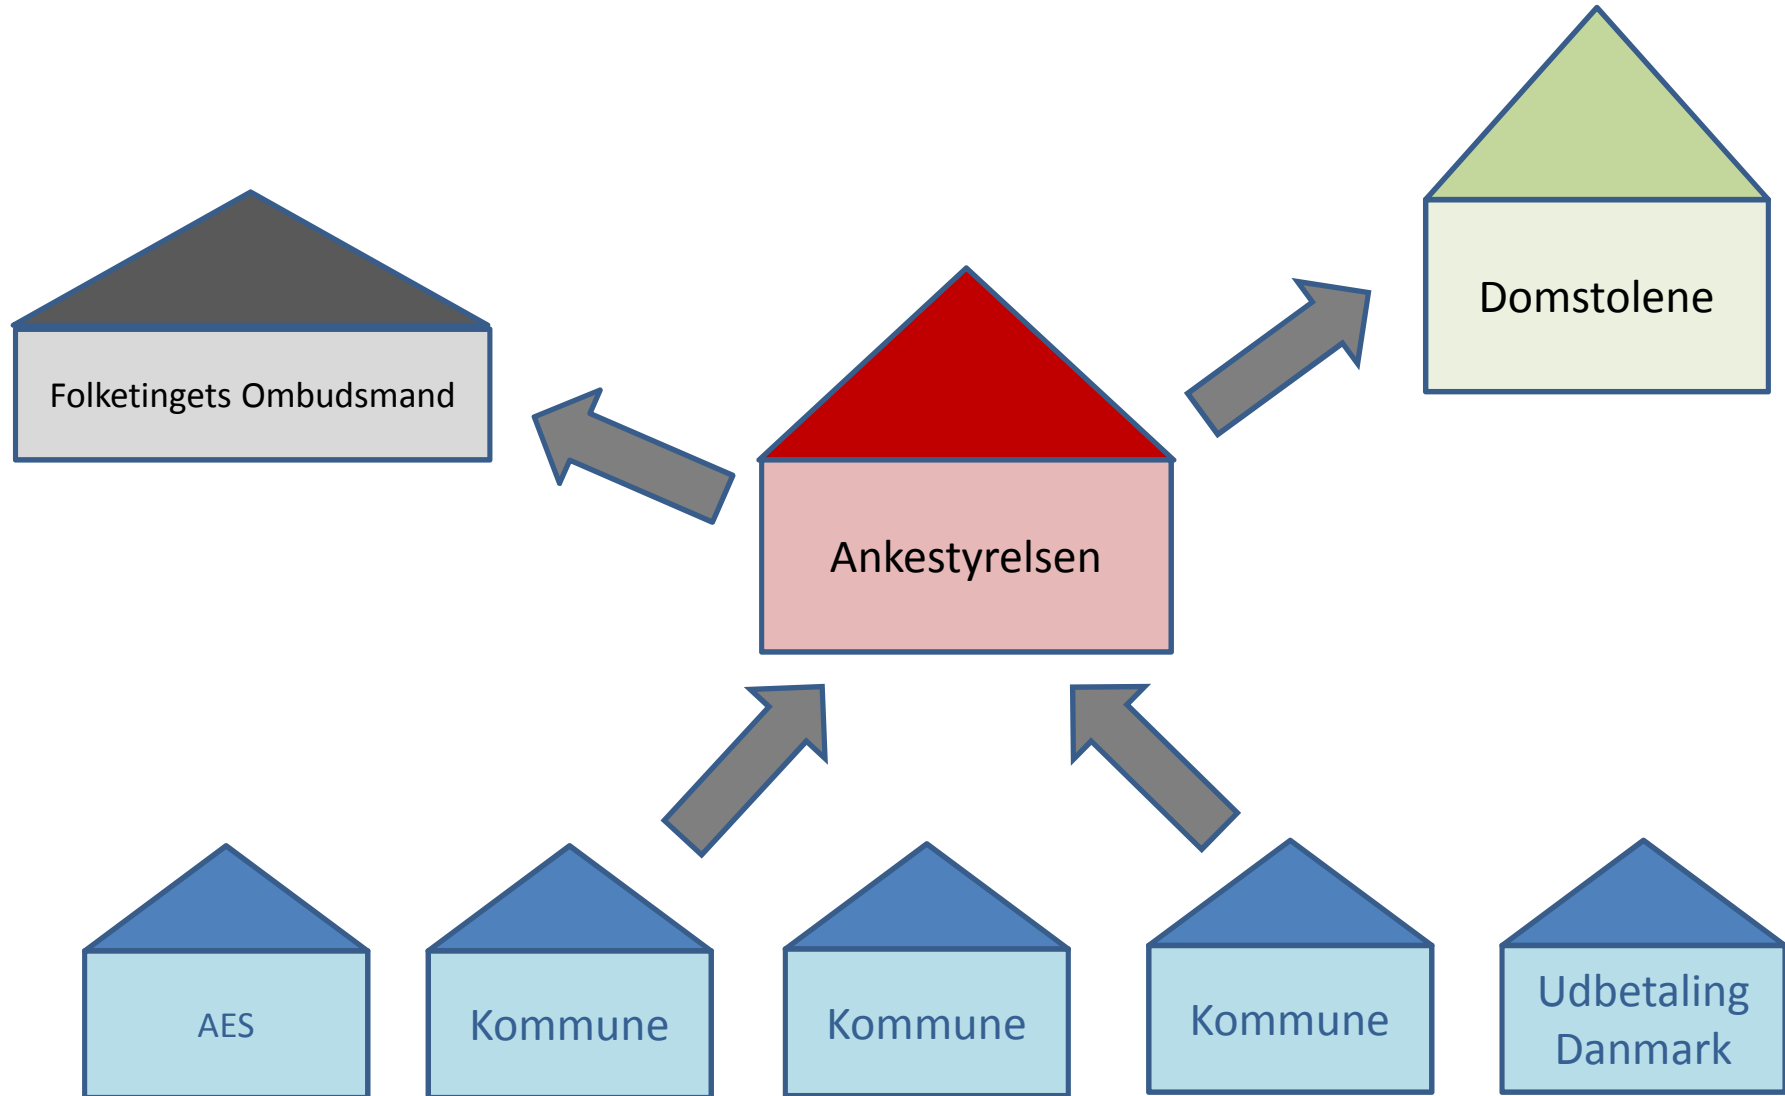 Domstolene
Folketingets Ombudsmand
Ankestyrelsen
AES
Kommune
Kommune
Kommune
Udbetaling
Danmark